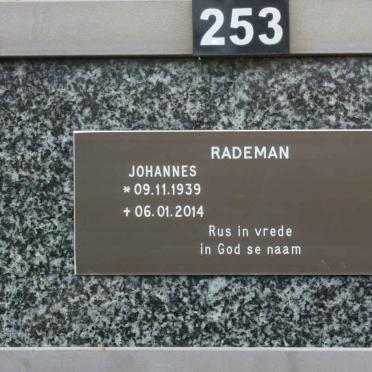 253
RADEMAN
JOHANNES
* 09.11.1939
✝ 06.01.2014
Rus in vrede
in God se naam